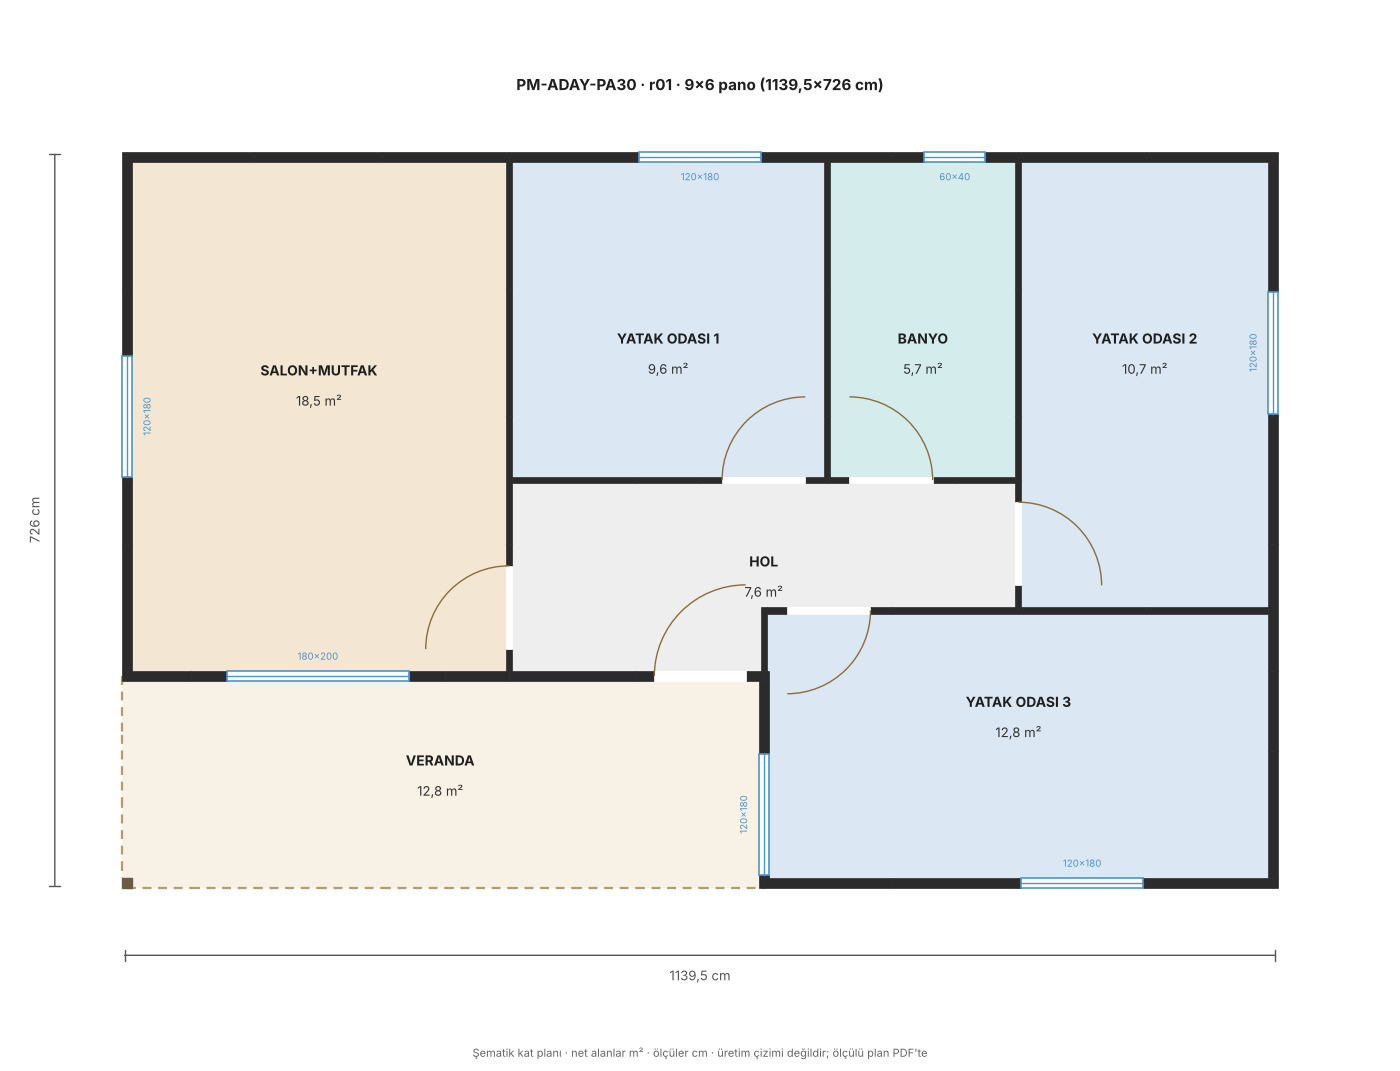 PM-ADAY-PA30 · r01 · 9×6 pano (1139,5×726 cm)
120×180
60×40
YATAK ODASI 1
9,6 m²
BANYO
5,7 m²
YATAK ODASI 2
10,7 m²
120×180
SALON+MUTFAK
18,5 m²
120×180
726 cm
HOL
7,6 m²
180×200
YATAK ODASI 3
12,8 m²
VERANDA
12,8 m²
120×180
120×180
1139,5 cm
Şematik kat planı · net alanlar m² · ölçüler cm · üretim çizimi değildir; ölçülü plan PDF'te